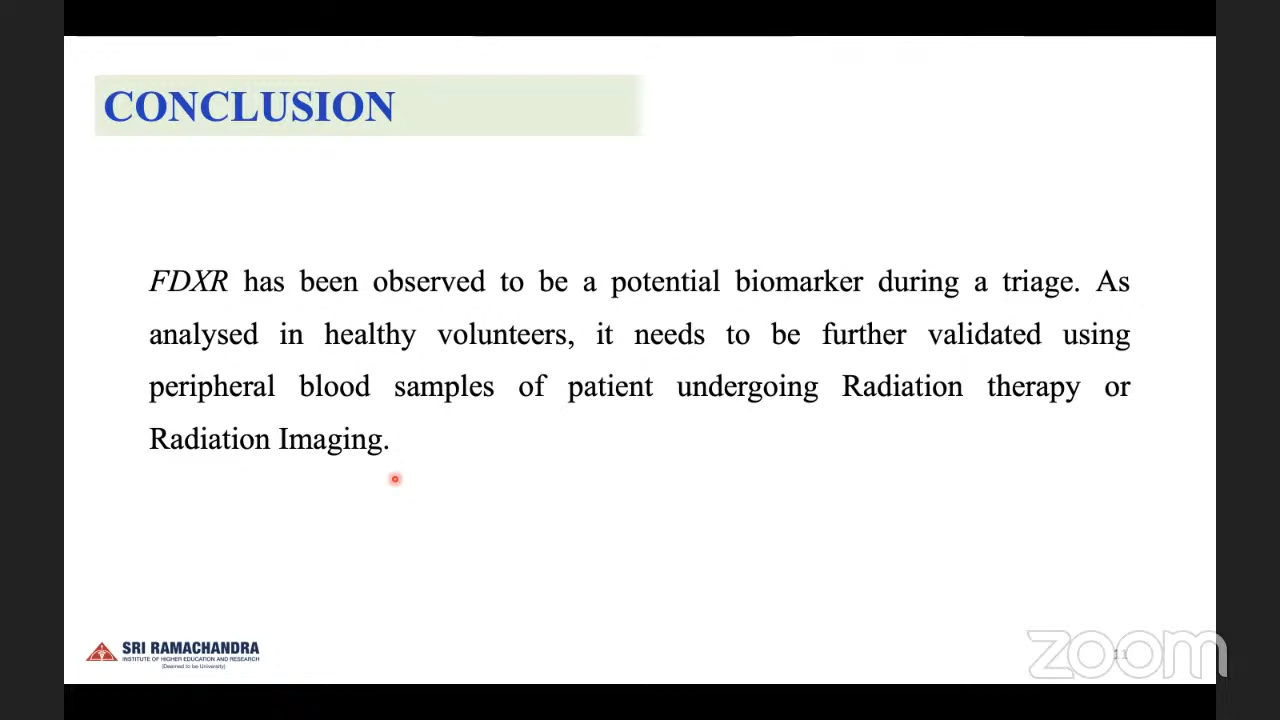 CONCLUSION
FDXR has been observed to be a potential biomarker during a triage. As
analysed in healthy volunteers, it needs to be further validated using
peripheral blood samples of patient undergoing Radiation therapy or
Radiation Imaging.
SRI RAMACHANDRA
INSTITUTE OF HIGHER EDUCATION AND RESEARCH
(Deemed to be University)
11
zoom